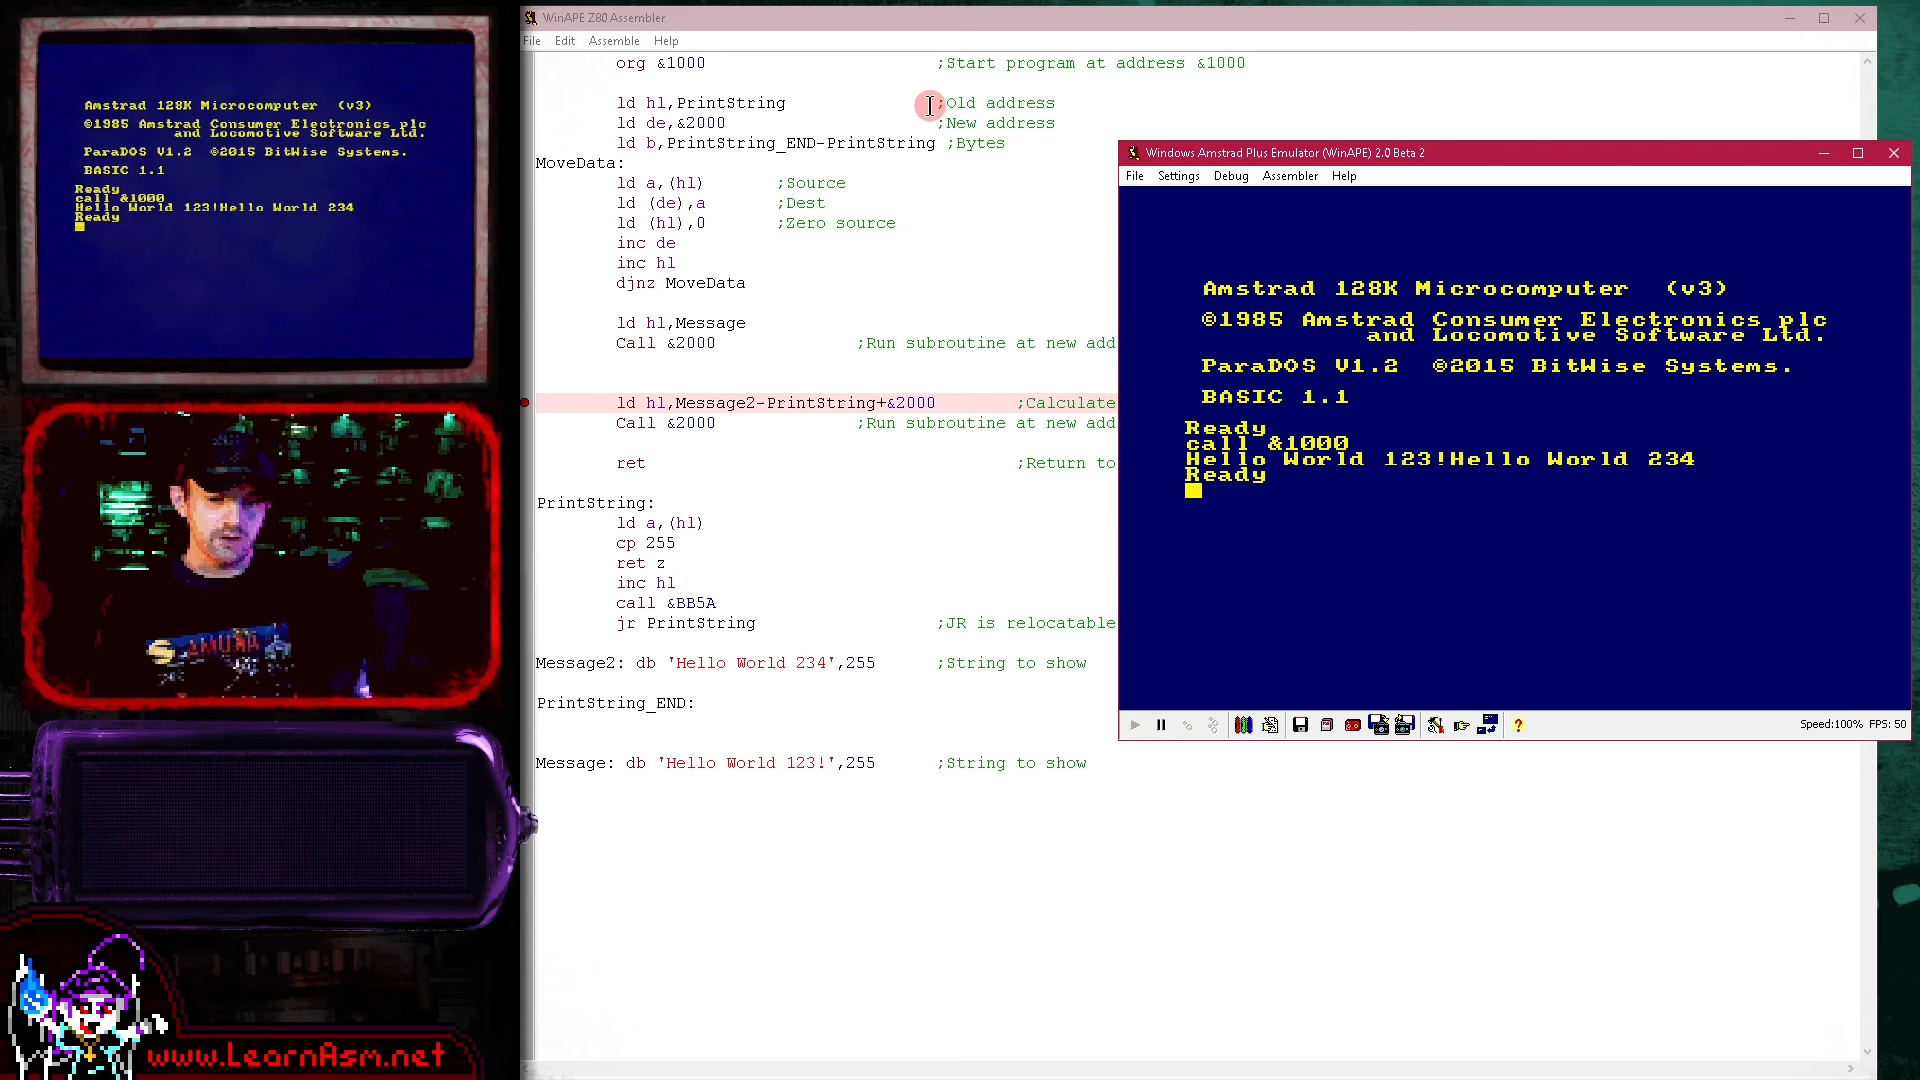 Amstrad 128K Microcomputer (v3)
©1985 Amstrad Consumer Electronics plc
and Locomotive Software Ltd.
ParaDOS V1.2 ©2015 BitWise Systems.
BASIC 1.1
Ready
call &1000
Hello World 123!Hello World 234
Ready
www.LearnAsm.net
WinAPE Z80 Assembler
File Edit Assemble Help
org &1000 ;Start program at address &1000
ld hl,PrintString ;Old address
ld de,&2000 ;New address
ld b,PrintString_END-PrintString ;Bytes
MoveData:
ld a,(hl) ;Source
ld (de),a ;Dest
ld (hl),0 ;Zero source
inc de
inc hl
djnz MoveData
ld hl,Message
Call &2000 ;Run subroutine at new add
ld hl,Message2-PrintString+&2000 ;Calculate
Call &2000 ;Run subroutine at new add
ret ;Return to
PrintString:
ld a,(hl)
cp 255
ret z
inc hl
call &BB5A
jr PrintString ;JR is relocatable
Message2: db 'Hello World 234',255 ;String to show
PrintString_END:
Message: db 'Hello World 123!',255 ;String to show
Windows Amstrad Plus Emulator (WinAPE) 2.0 Beta 2
File Settings Debug Assembler Help
Amstrad 128K Microcomputer (v3)
©1985 Amstrad Consumer Electronics plc
and Locomotive Software Ltd.
ParaDOS V1.2 ©2015 BitWise Systems.
BASIC 1.1
Ready
call &1000
Hello World 123!Hello World 234
Ready
Speed:100% FPS: 50